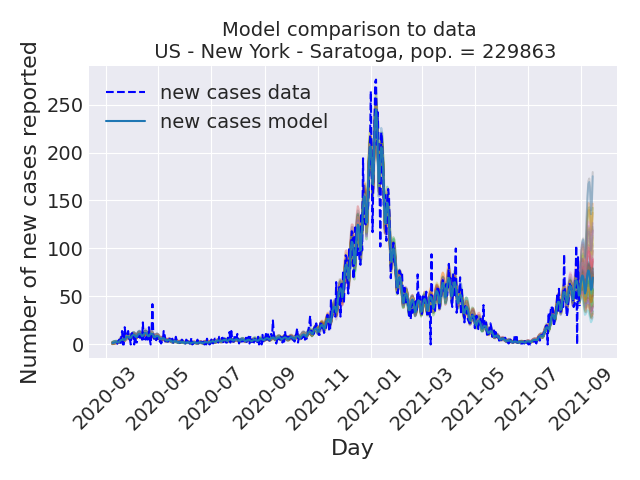 Model comparison to data
US - New York - Saratoga, pop. = 229863
new cases data
new cases model
Number of new cases reported
250
200
150
100
50
0
2020-03
2020-05
2020-07
2020-09
2020-11
2021-01
2021-03
2021-05
2021-07
2021-09
Day